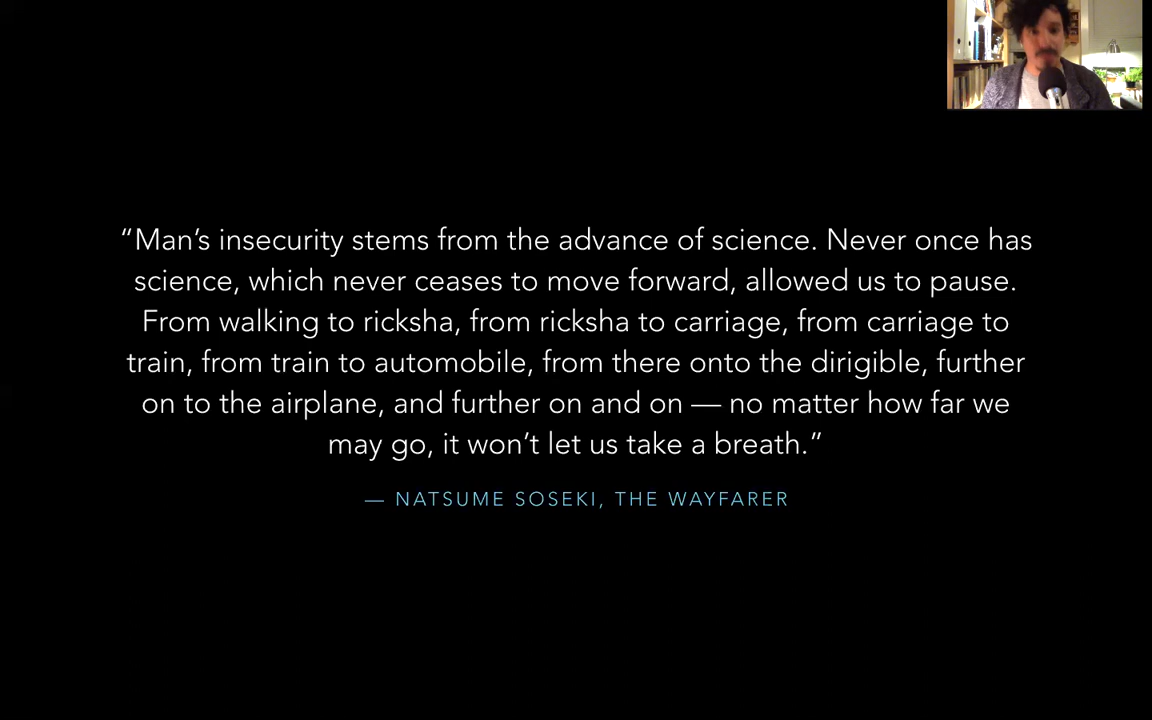 “Man’s insecurity stems from the advance of science. Never once has
science, which never ceases to move forward, allowed us to pause.
From walking to ricksha, from ricksha to carriage, from carriage to
train, from train to automobile, from there onto the dirigible, further
on to the airplane, and further on and on — no matter how far we
may go, it won’t let us take a breath.”
— NATSUME SOSEKI, THE WAYFARER